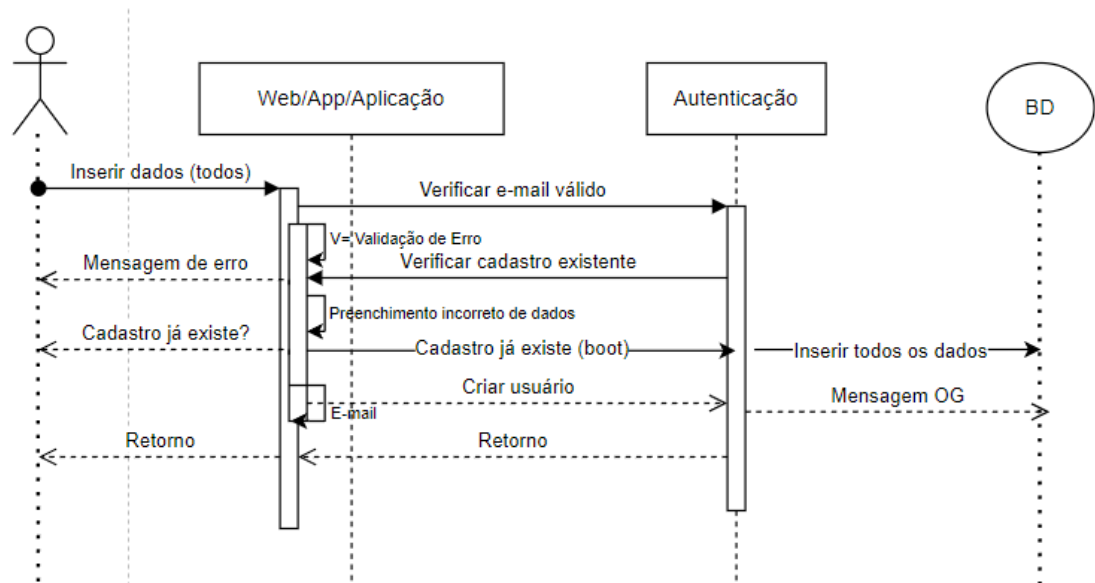 Web/App/Aplicação
Autenticação
BD
Inserir dados (todos)
Verificar e-mail válido
V= Validação de Erro
Mensagem de erro
Verificar cadastro existente
Preenchimento incorreto de dados
Cadastro já existe?
Cadastro já existe (boot)
Inserir todos os dados
Criar usuário
Mensagem OG
E-mail
Retorno
Retorno